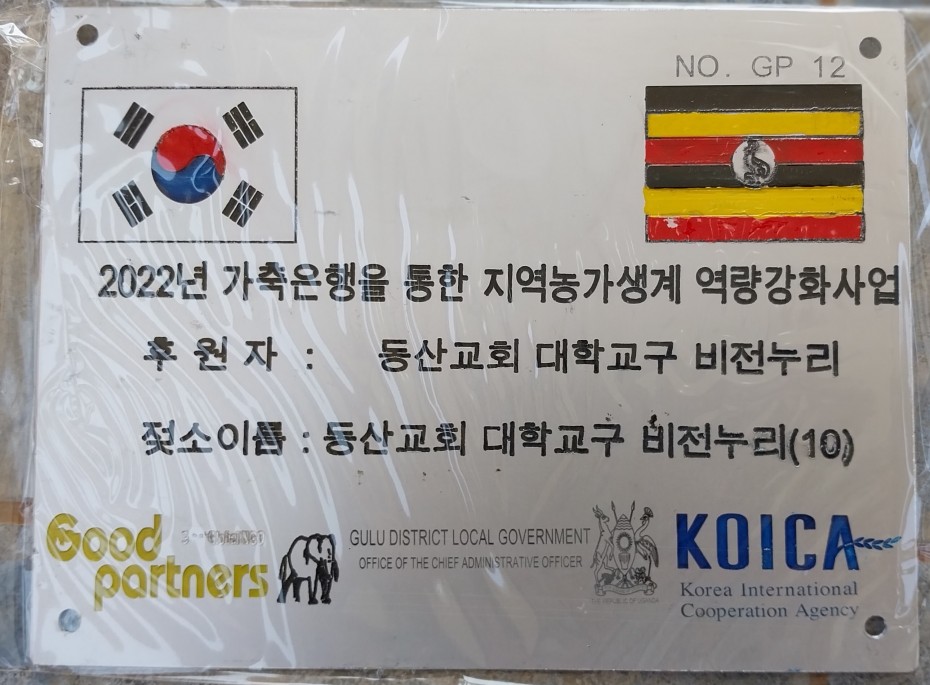 NO. GP 12
2022년 가축은행을 통한 지역농가생계 역량강화사업
후 원 자 : 동산교회 대학교구 비전누리
젖소이름 : 동산교회 대학교구 비전누리(10)
Good partners
GULU DISTRICT LOCAL GOVERNMENT
OFFICE OF THE CHIEF ADMINISTRATIVE OFFICER
THE REPUBLIC OF UGANDA
KOICA
Korea International
Cooperation Agency